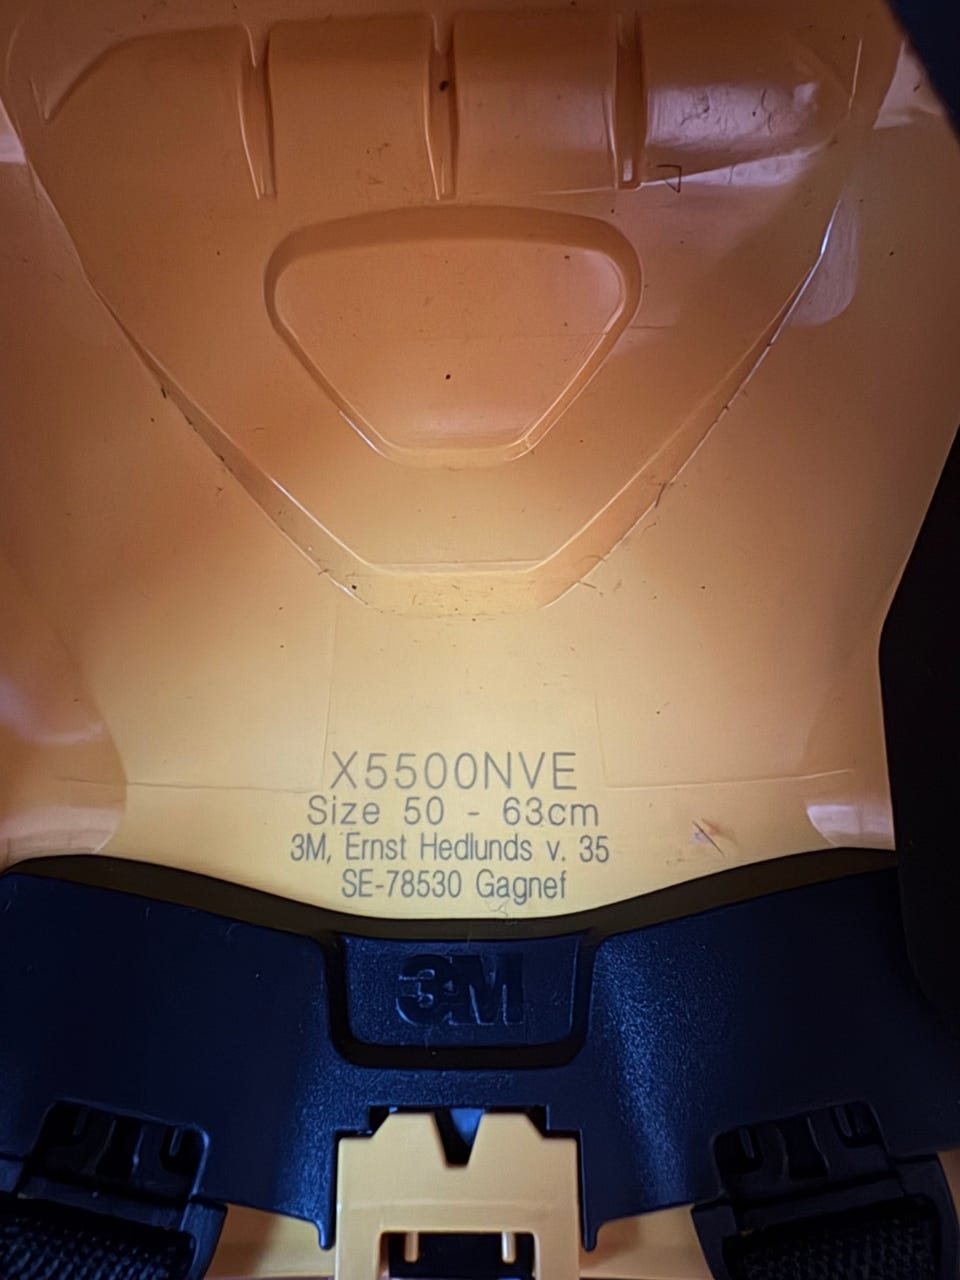 X5500NVE
Size 50 - 63cm
3M, Ernst Hedlunds v. 35
SE-78530 Gagnef
3M